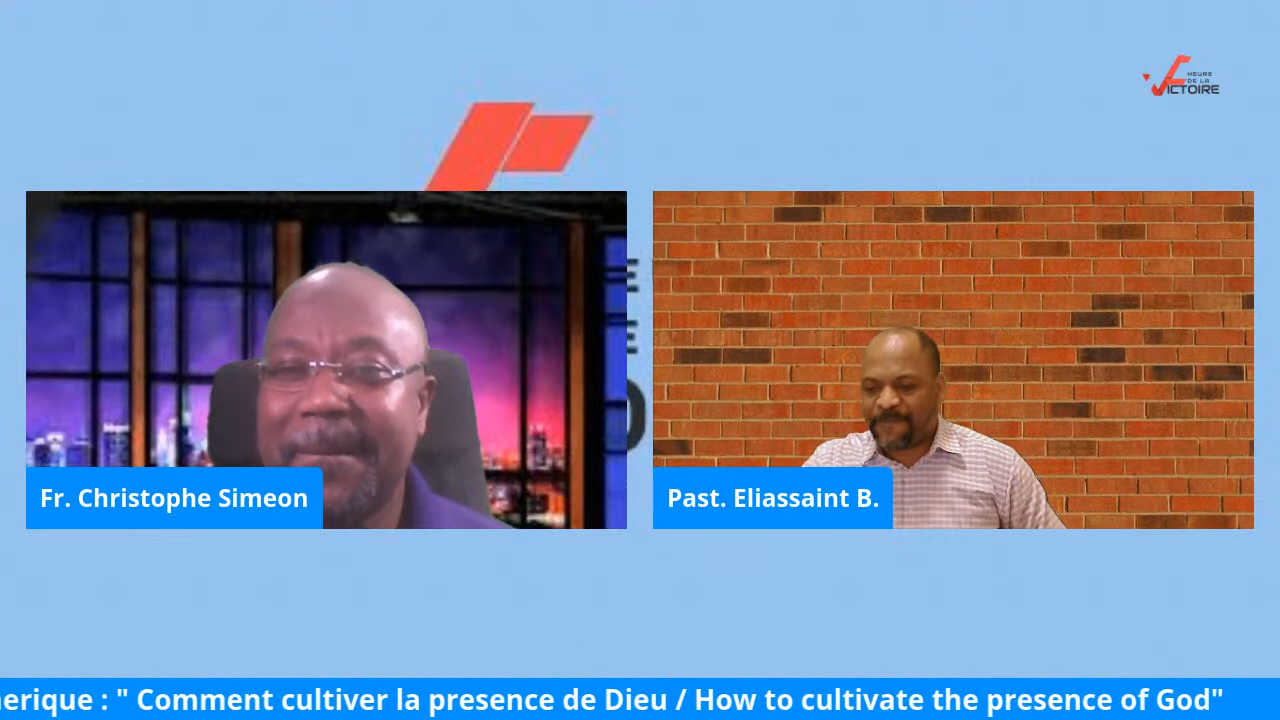 HEURE
DE LA
VICTOIRE
Fr. Christophe Simeon
Past. Eliassaint B.
erique : " Comment cultiver la presence de Dieu / How to cultivate the presence of God"